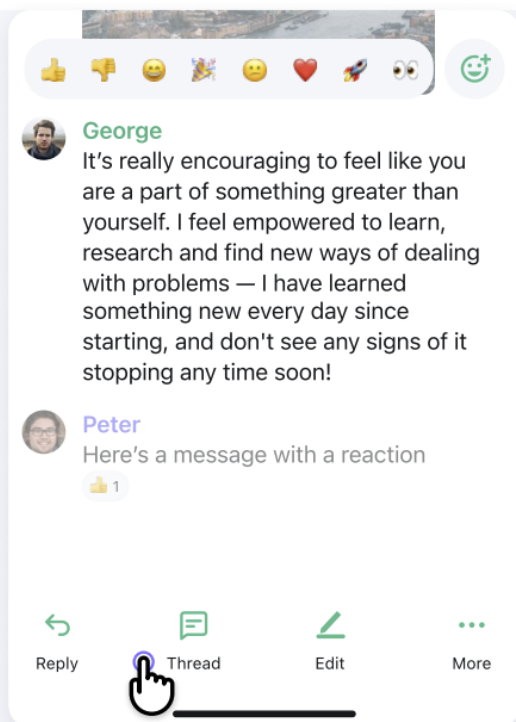 George
It’s really encouraging to feel like you
are a part of something greater than
yourself. I feel empowered to learn,
research and find new ways of dealing
with problems — I have learned
something new every day since
starting, and don't see any signs of it
stopping any time soon!
Peter
Here’s a message with a reaction
1
Reply Thread Edit More